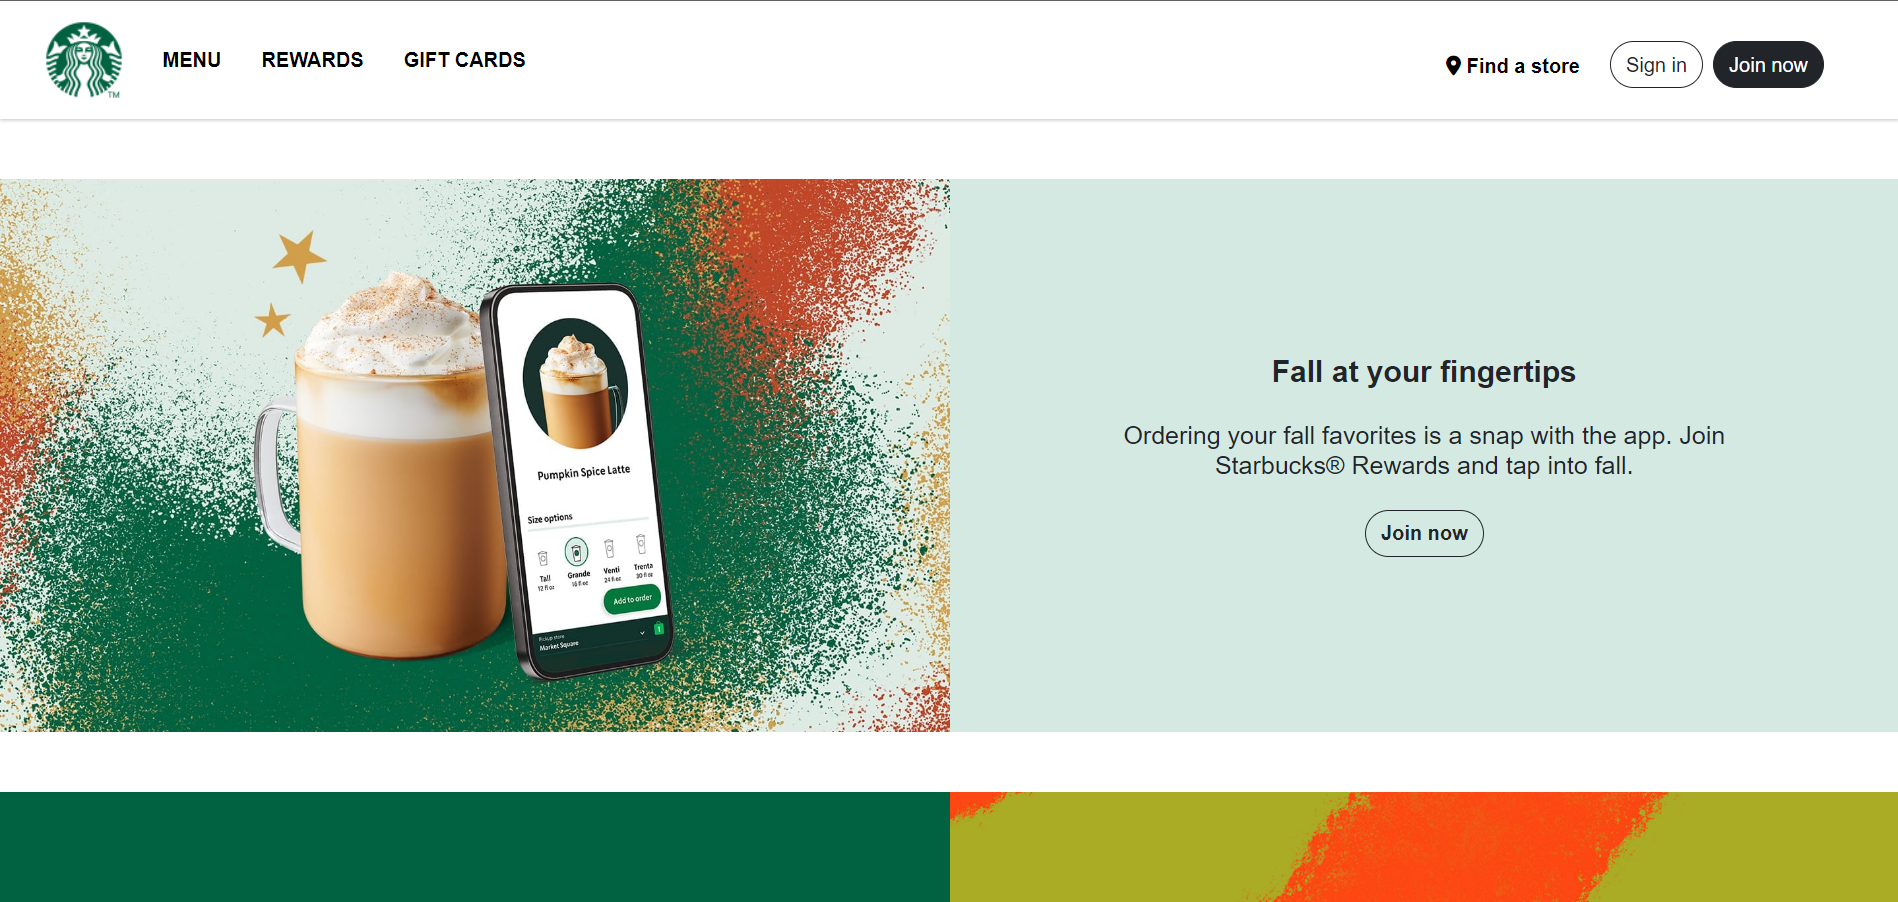 TM
MENU
REWARDS
GIFT CARDS
Find a store
Sign in
Join now
Pumpkin Spice Latte
Size options
Tall
12 fl oz
Grande
16 fl oz
Venti
24 fl oz
Trenta
30 fl oz
Add to order
Pickup store
Market Square
1
Fall at your fingertips
Ordering your fall favorites is a snap with the app. Join
Starbucks® Rewards and tap into fall.
Join now